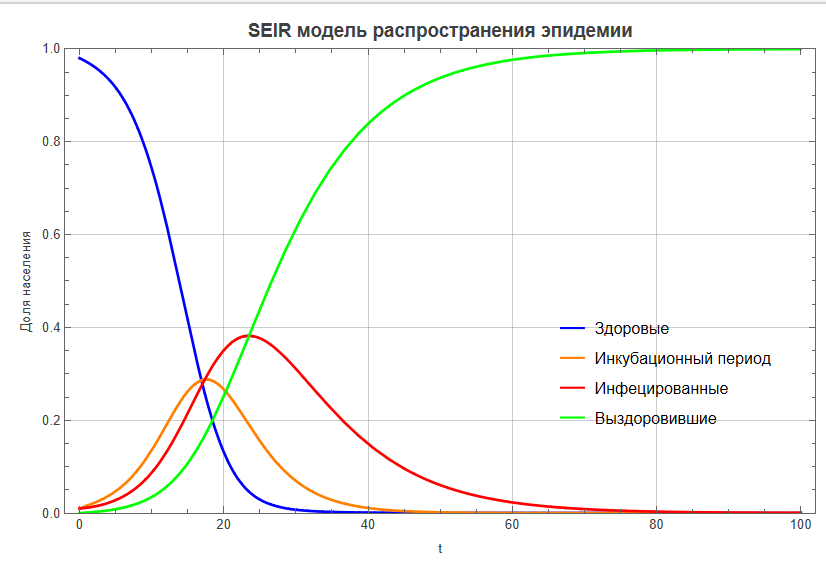 SEIR модель распространения эпидемии
1.0
0.8
0.6
0.4
0.2
0.0
Доля населения
0 20 40 60 80 100
t
Здоровые
Инкубационный период
Инфецированные
Выздоровившие